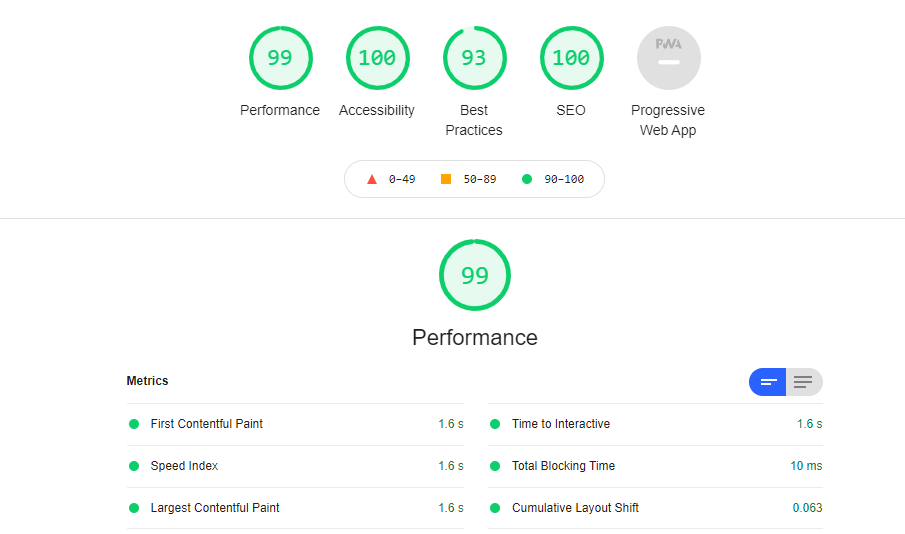 99
100
93
100
PWA
Performance
Accessibility
Best
Practices
SEO
Progressive
Web App
0–49
50–89
90–100
99
Performance
Metrics
First Contentful Paint 1.6 s
Time to Interactive 1.6 s
Speed Index 1.6 s
Total Blocking Time 10 ms
Largest Contentful Paint 1.6 s
Cumulative Layout Shift 0.063